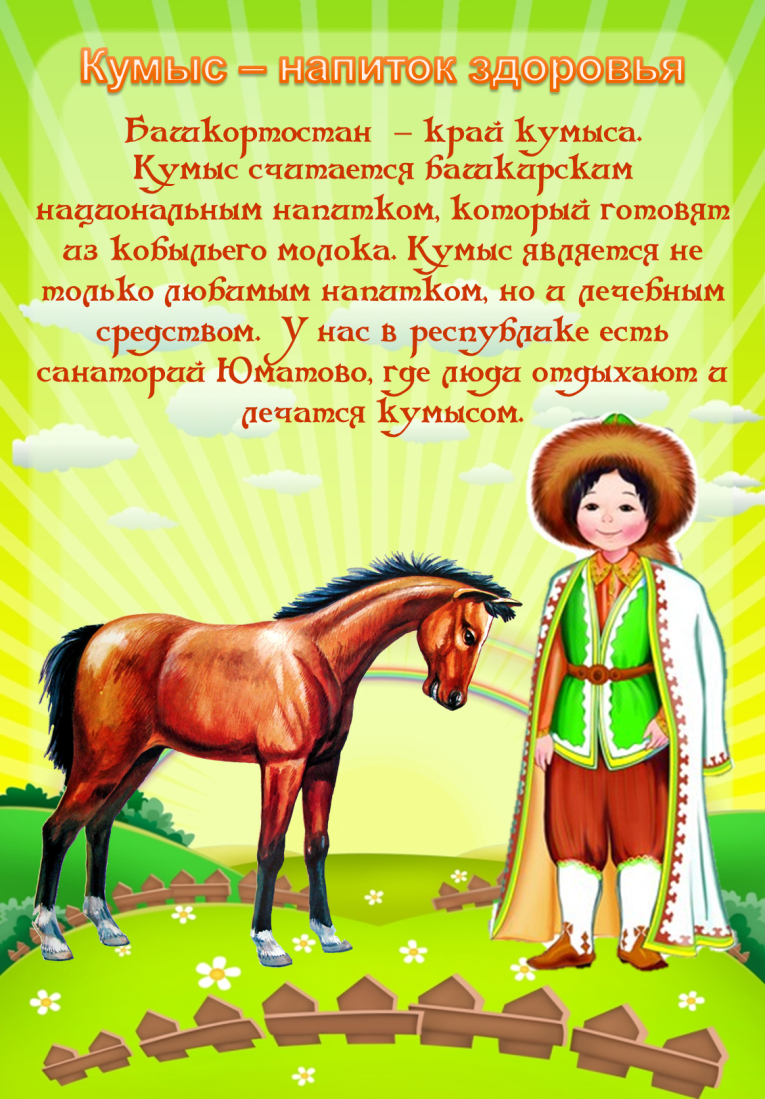 Кумыс – напиток здоровья
Башкортостан – край кумыса.
Кумыс считается башкирским
национальным напитком, который готовят
из кобыльего молока. Кумыс является не
только любимым напитком, но и лечебным
средством. У нас в республике есть
санаторий Юматово, где люди отдыхают и
лечатся кумысом.